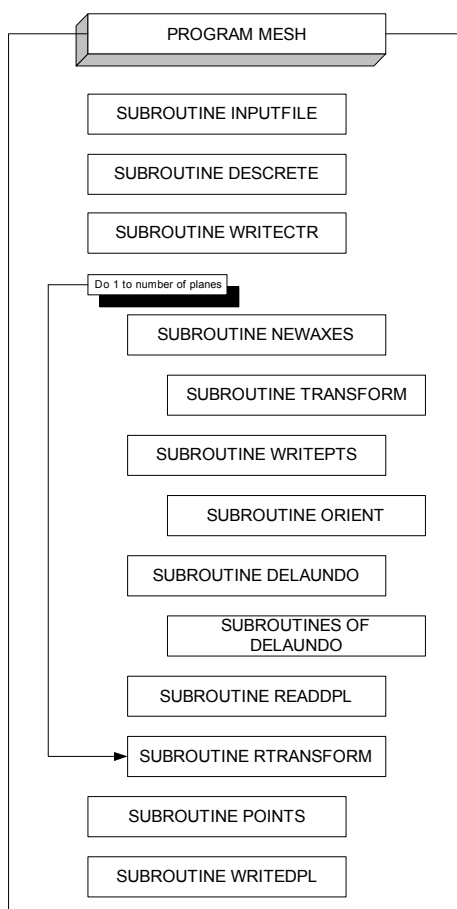 PROGRAM MESH
SUBROUTINE INPUTFILE
SUBROUTINE DESCRETE
SUBROUTINE WRITECTR
Do 1 to number of planes
SUBROUTINE NEWAXES
SUBROUTINE TRANSFORM
SUBROUTINE WRITEPTS
SUBROUTINE ORIENT
SUBROUTINE DELAUNDO
SUBROUTINES OF
DELAUNDO
SUBROUTINE READDPL
SUBROUTINE RTRANSFORM
SUBROUTINE POINTS
SUBROUTINE WRITEDPL